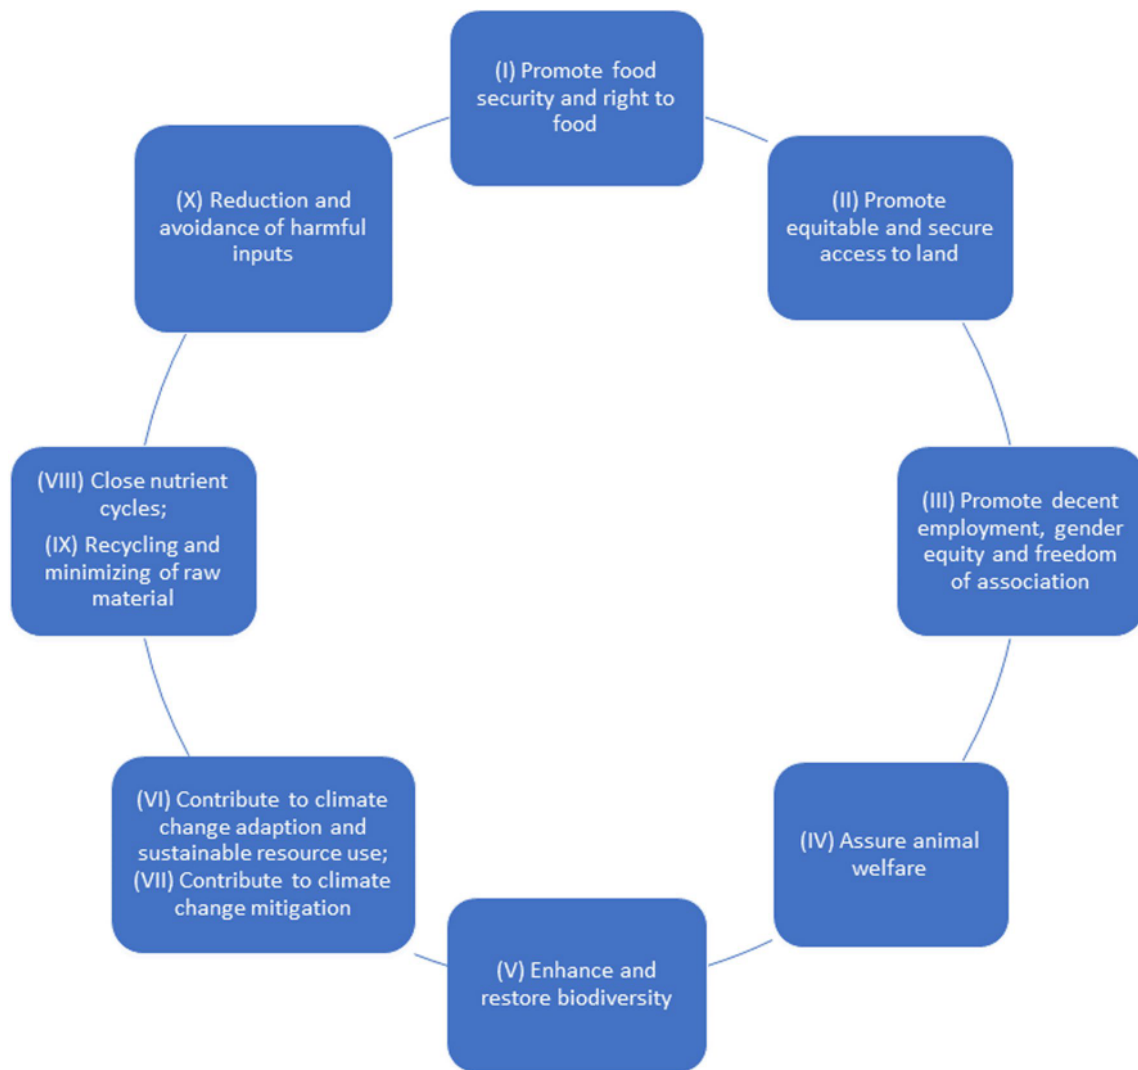 (I) Promote food
security and right to
food
(II) Promote
equitable and secure
access to land
(III) Promote decent
employment, gender
equity and freedom
of association
(IV) Assure animal
welfare
(V) Enhance and
restore biodiversity
(VI) Contribute to climate
change adaption and
sustainable resource use;
(VII) Contribute to climate
change mitigation
(VIII) Close nutrient
cycles;
(IX) Recycling and
minimizing of raw
material
(X) Reduction and
avoidance of harmful
inputs